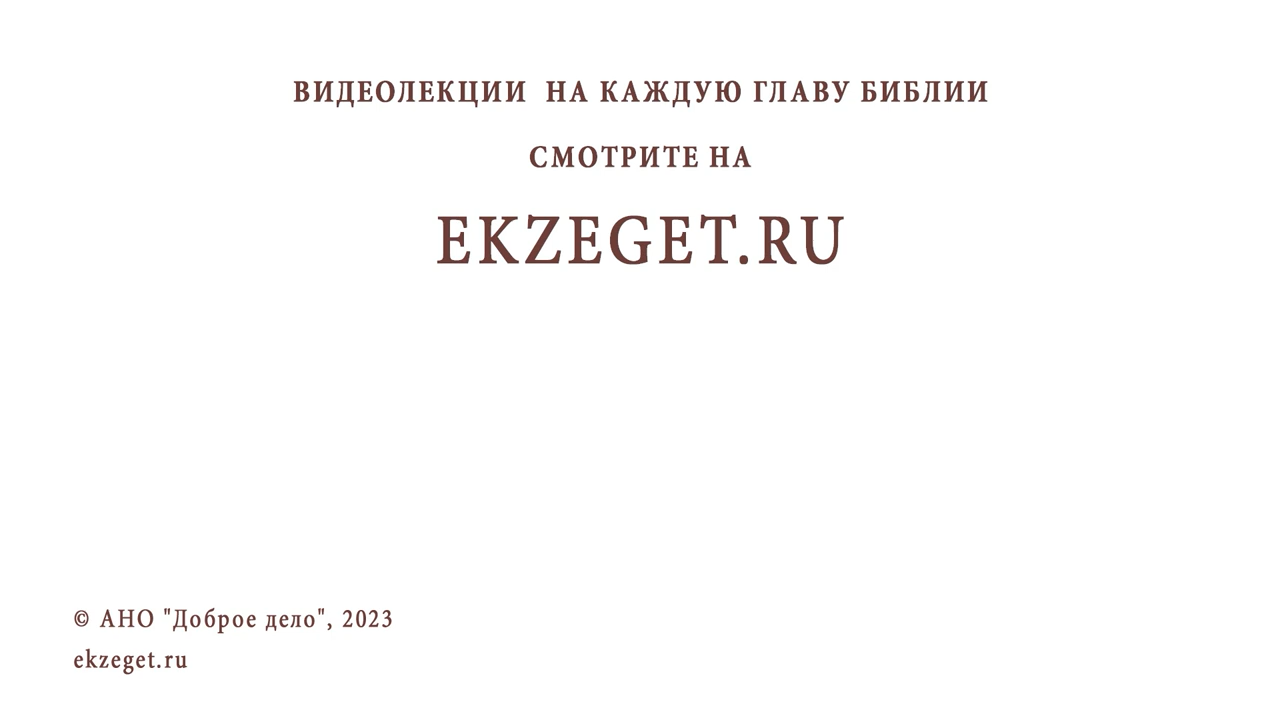 ВИДЕОЛЕКЦИИ НА КАЖДУЮ ГЛАВУ БИБЛИИ
СМОТРИТЕ НА
EKZEGET.RU
© АНО "Доброе дело", 2023
ekzeget.ru